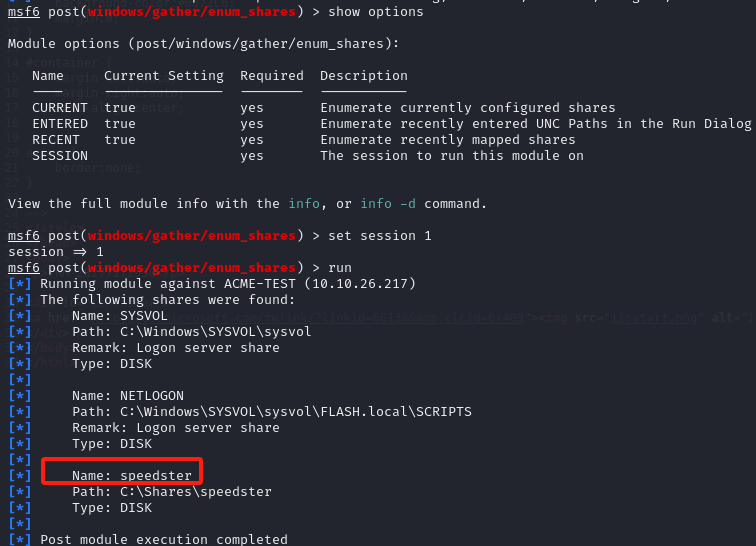 msf6 post(windows/gather/enum_shares) > show options
Module options (post/windows/gather/enum_shares):
Name Current Setting Required Description
---- --------------- -------- -----------
CURRENT true yes Enumerate currently configured shares
ENTERED true yes Enumerate recently entered UNC Paths in the Run Dialog
RECENT true yes Enumerate recently mapped shares
SESSION yes The session to run this module on
View the full module info with the info, or info -d command.
msf6 post(windows/gather/enum_shares) > set session 1
session => 1
msf6 post(windows/gather/enum_shares) > run
[*] Running module against ACME-TEST (10.10.26.217)
[*] The following shares were found:
[*] Name: SYSVOL
[*] Path: C:\Windows\SYSVOL\sysvol
[*] Remark: Logon server share
[*] Type: DISK
[*]
[*] Name: NETLOGON
[*] Path: C:\Windows\SYSVOL\sysvol\FLASH.local\SCRIPTS
[*] Remark: Logon server share
[*] Type: DISK
[*]
[*] Name: speedster
[*] Path: C:\Shares\speedster
[*] Type: DISK
[*]
[*] Post module execution completed